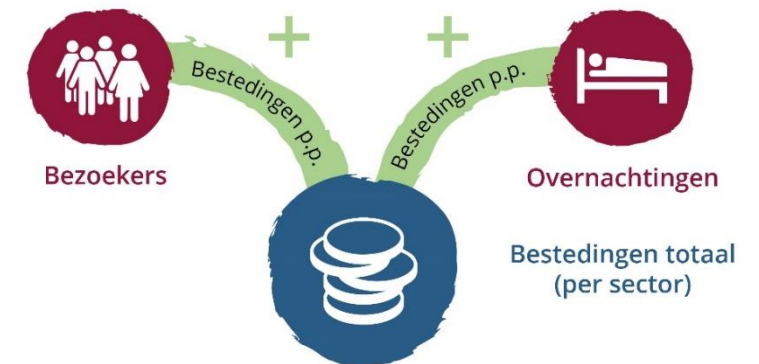 + +
Bestedingen p.p.
Bestedingen p.p.
Bezoekers
Overnachtingen
Bestedingen totaal
(per sector)